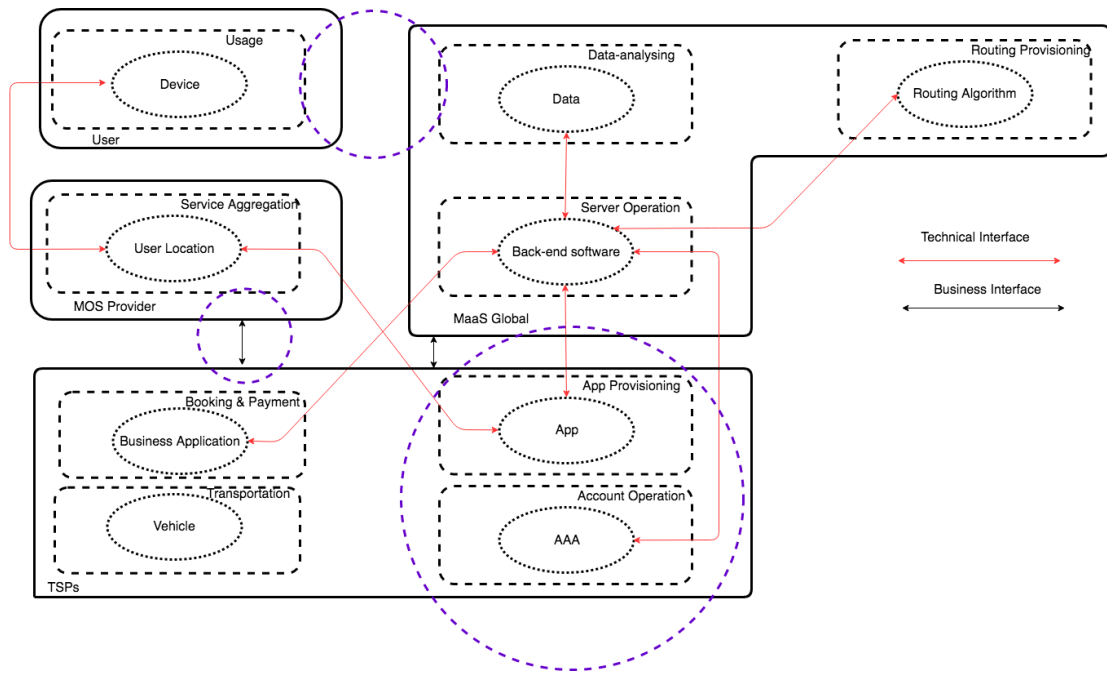 Usage
Device
User
Data-analysing
Data
Routing Provisioning
Routing Algorithm
Service Aggregation
User Location
MOS Provider
Server Operation
Back-end software
MaaS Global
Technical Interface
Business Interface
Booking & Payment
Business Application
Transportation
Vehicle
TSPs
App Provisioning
App
Account Operation
AAA